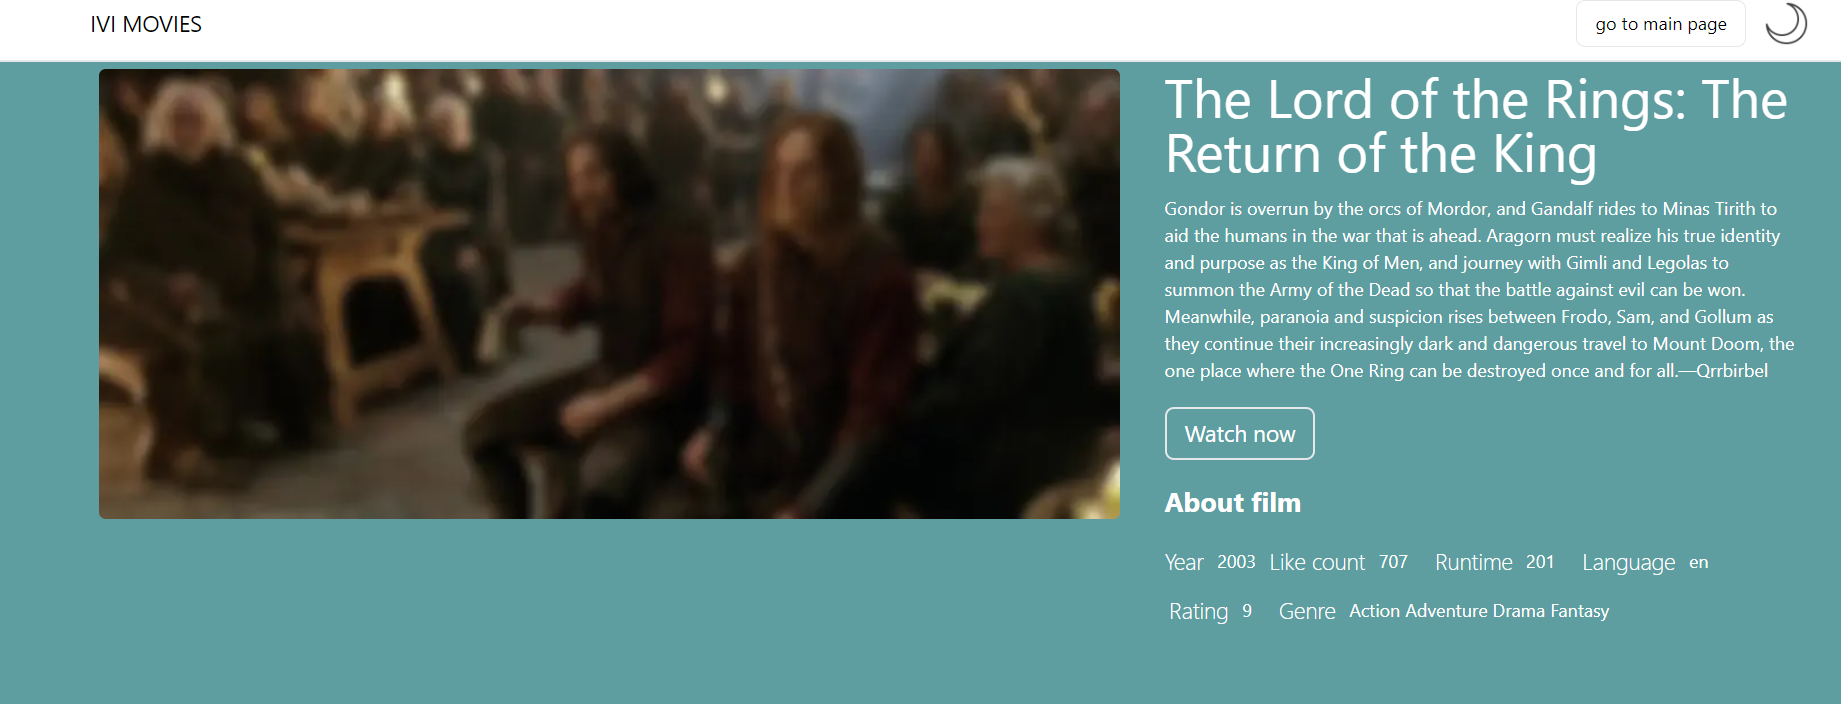 IVI MOVIES
go to main page
The Lord of the Rings: The
Return of the King
Gondor is overrun by the orcs of Mordor, and Gandalf rides to Minas Tirith to
aid the humans in the war that is ahead. Aragorn must realize his true identity
and purpose as the King of Men, and journey with Gimli and Legolas to
summon the Army of the Dead so that the battle against evil can be won.
Meanwhile, paranoia and suspicion rises between Frodo, Sam, and Gollum as
they continue their increasingly dark and dangerous travel to Mount Doom, the
one place where the One Ring can be destroyed once and for all.—Qrrbirbel
Watch now
About film
Year 2003 Like count 707 Runtime 201 Language en
Rating 9 Genre Action Adventure Drama Fantasy